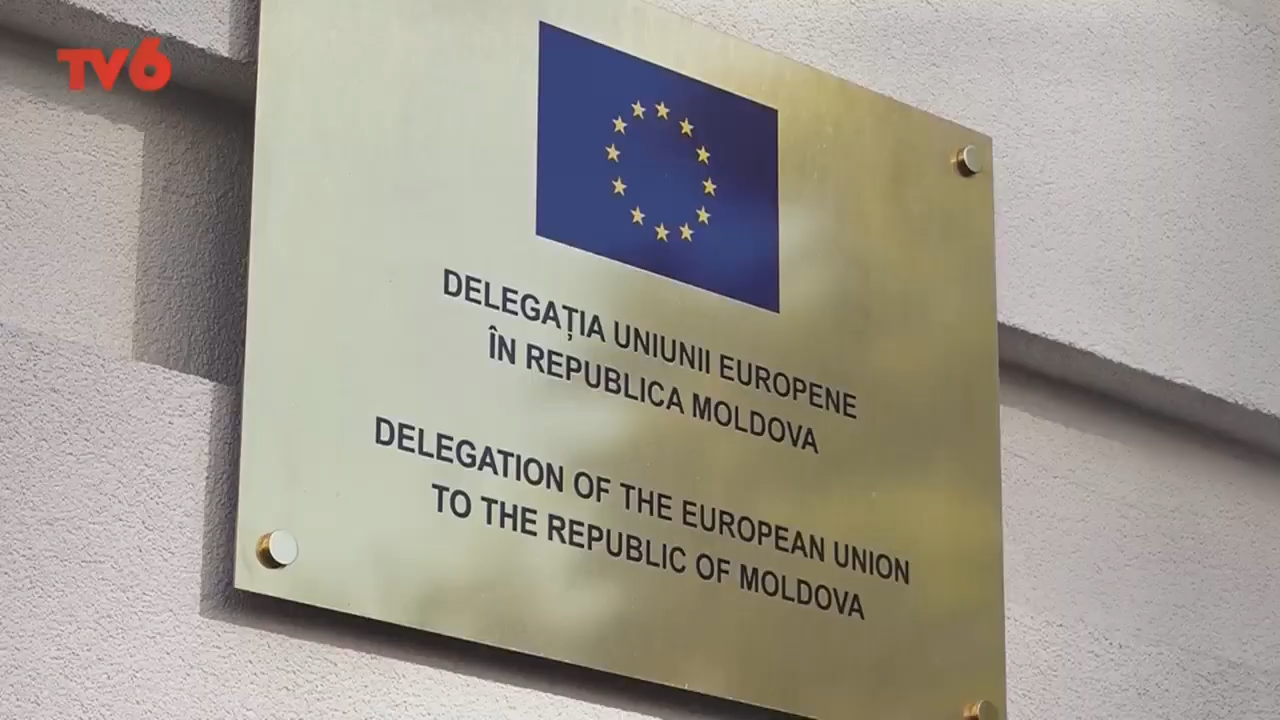 TV6
DELEGAȚIA UNIUNII EUROPENE
ÎN REPUBLICA MOLDOVA
DELEGATION OF THE EUROPEAN UNION
TO THE REPUBLIC OF MOLDOVA